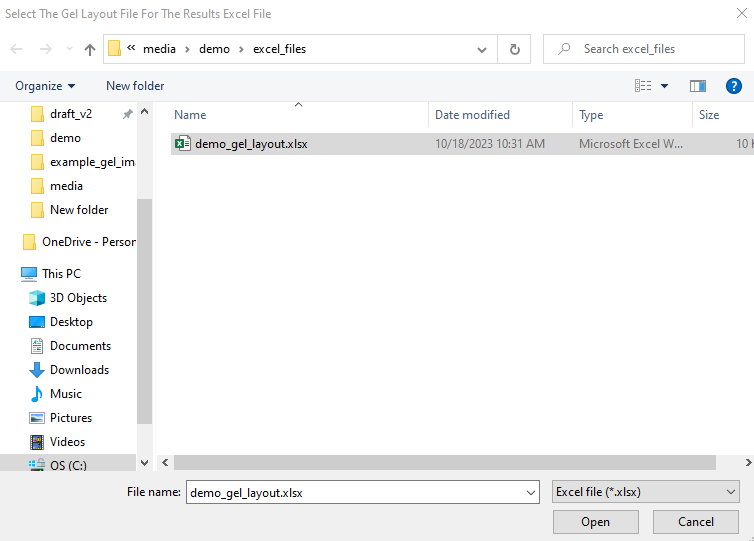 Select The Gel Layout File For The Results Excel File
« media › demo › excel_files
Search excel_files
Organize New folder
Name Date modified Type Size
draft_v2
demo
example_gel_im
media
New folder
OneDrive - Person
This PC
3D Objects
Desktop
Documents
Downloads
Music
Pictures
Videos
OS (C:)
demo_gel_layout.xlsx 10/18/2023 10:31 AM Microsoft Excel W... 10
File name: demo_gel_layout.xlsx Excel file (*.xlsx)
Open Cancel